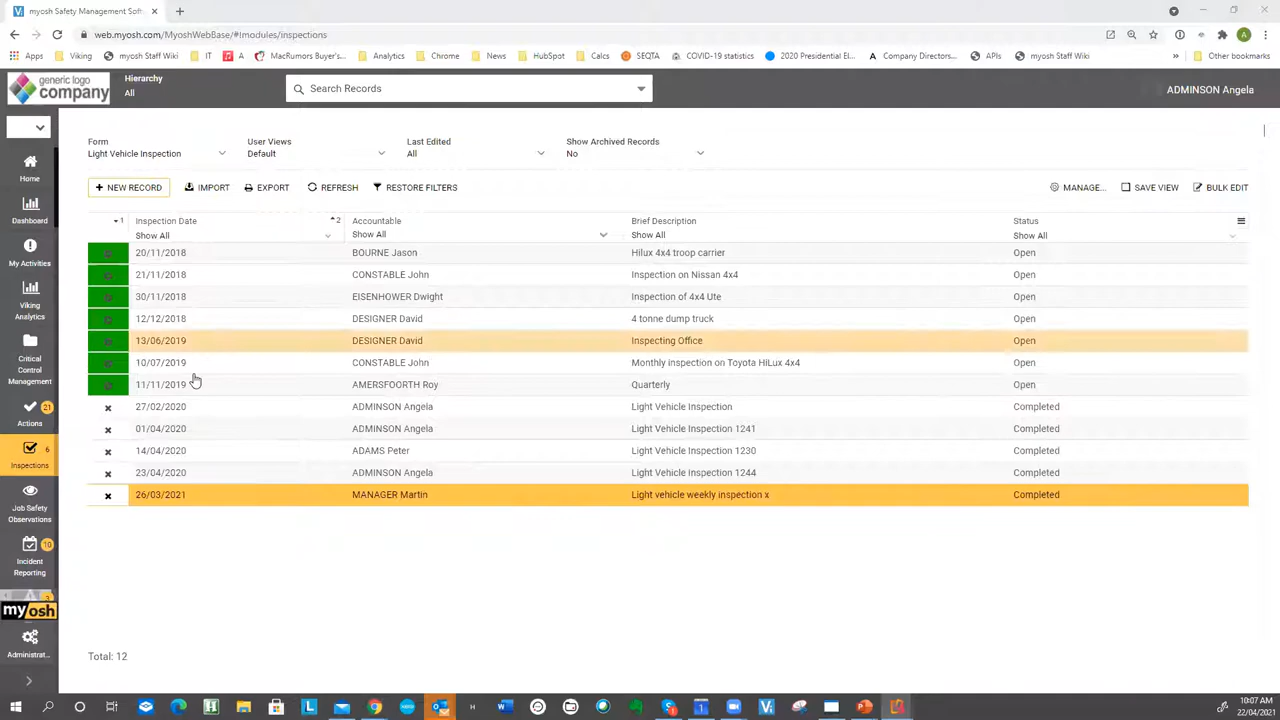 myosh Safety Management Sof
web.myosh.com/MyoshWebBase/#!modules/inspections
Apps Viking myosh Staff Wiki IT A MacRumors Buyer's... Analytics Chrome News HubSpot Calcs SEQTA COVID-19 statistics 2020 Presidential El... Company Directors... APIs myosh Staff Wiki Other bookmarks
generic logo
company
Hierarchy
All
Search Records
ADMINSON Angela
Form User Views Last Edited Show Archived Records
Light Vehicle Inspection Default All No
+ NEW RECORD IMPORT EXPORT REFRESH RESTORE FILTERS MANAGE... SAVE VIEW BULK EDIT
1 Inspection Date 2 Accountable Brief Description Status
Show All Show All Show All Show All
20/11/2018 BOURNE Jason Hilux 4x4 troop carrier Open
21/11/2018 CONSTABLE John Inspection on Nissan 4x4 Open
30/11/2018 EISENHOWER Dwight Inspection of 4x4 Ute Open
12/12/2018 DESIGNER David 4 tonne dump truck Open
13/06/2019 DESIGNER David Inspecting Office Open
10/07/2019 CONSTABLE John Monthly inspection on Toyota HiLux 4x4 Open
11/11/2019 AMERSFOORTH Roy Quarterly Open
27/02/2020 ADMINSON Angela Light Vehicle Inspection Completed
01/04/2020 ADMINSON Angela Light Vehicle Inspection 1241 Completed
14/04/2020 ADAMS Peter Light Vehicle Inspection 1230 Completed
23/04/2020 ADMINSON Angela Light Vehicle Inspection 1244 Completed
26/03/2021 MANAGER Martin Light vehicle weekly inspection x Completed
Total: 12
Home
Dashboard
My Activities
Viking
Analytics
Critical
Control
Management
21
Actions
6
Inspections
Job Safety
Observations
10
Incident
Reporting
3
myosh
Administrat...
10:07 AM
22/04/2021